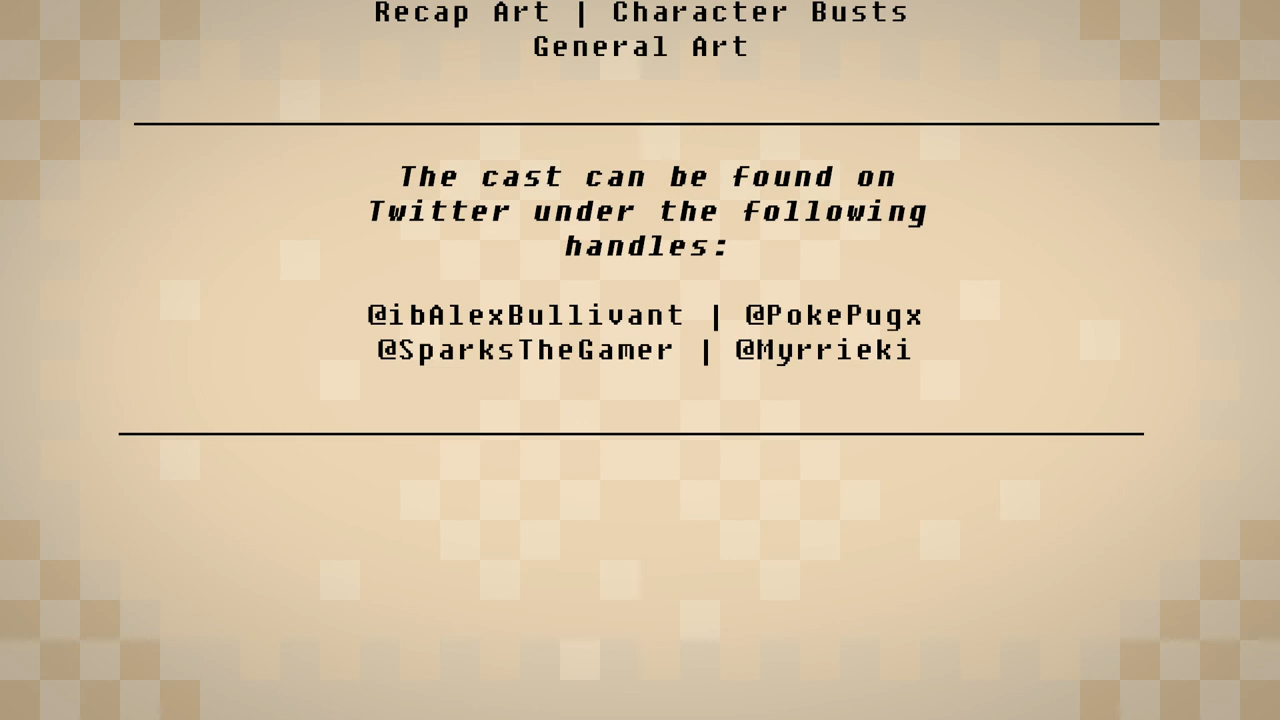 Recap Art | Character Busts
General Art
The cast can be found on
Twitter under the following
handles:
@ibAlexBullivant | @PokePugx
@SparksTheGamer | @Myrrieki